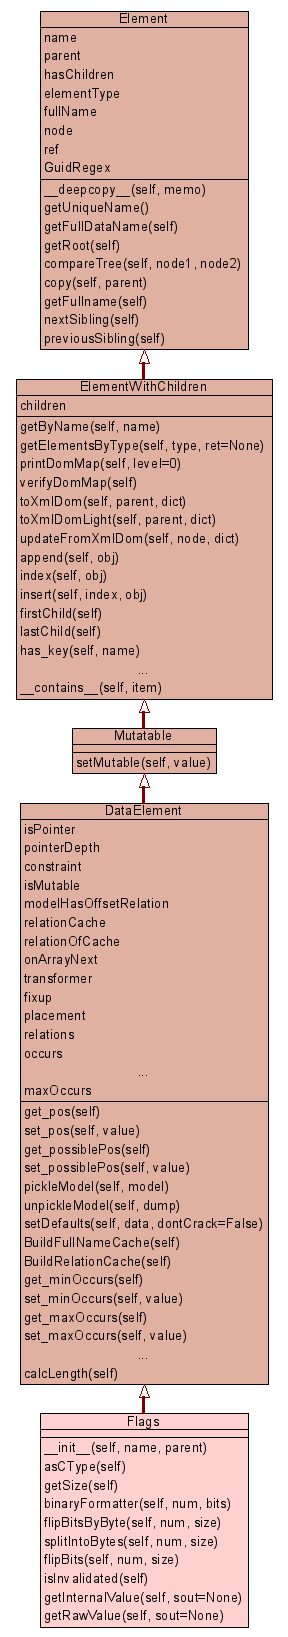 Element
name
parent
hasChildren
elementType
fullName
node
ref
GuidRegex
__deepcopy__(self, memo)
getUniqueName()
getFullDataName(self)
getRoot(self)
compareTree(self, node1, node2)
copy(self, parent)
getFullname(self)
nextSibling(self)
previousSibling(self)
ElementWithChildren
children
getByName(self, name)
getElementsByType(self, type, ret=None)
printDomMap(self, level=0)
verifyDomMap(self)
toXmlDom(self, parent, dict)
toXmlDomLight(self, parent, dict)
updateFromXmlDom(self, node, dict)
append(self, obj)
index(self, obj)
insert(self, index, obj)
firstChild(self)
lastChild(self)
has_key(self, name)
...
__contains__(self, item)
Mutatable
setMutable(self, value)
DataElement
isPointer
pointerDepth
constraint
isMutable
modelHasOffsetRelation
relationCache
relationOfCache
onArrayNext
transformer
fixup
placement
relations
occurs
...
maxOccurs
get_pos(self)
set_pos(self, value)
get_possiblePos(self)
set_possiblePos(self, value)
pickleModel(self, model)
unpickleModel(self, dump)
setDefaults(self, data, dontCrack=False)
BuildFullNameCache(self)
BuildRelationCache(self)
get_minOccurs(self)
set_minOccurs(self, value)
get_maxOccurs(self)
set_maxOccurs(self, value)
...
calcLength(self)
Flags
__init__(self, name, parent)
asCType(self)
getSize(self)
binaryFormatter(self, num, bits)
flipBitsByByte(self, num, size)
splitIntoBytes(self, num, size)
flipBits(self, num, size)
isInvalidated(self)
getInternalValue(self, sout=None)
getRawValue(self, sout=None)